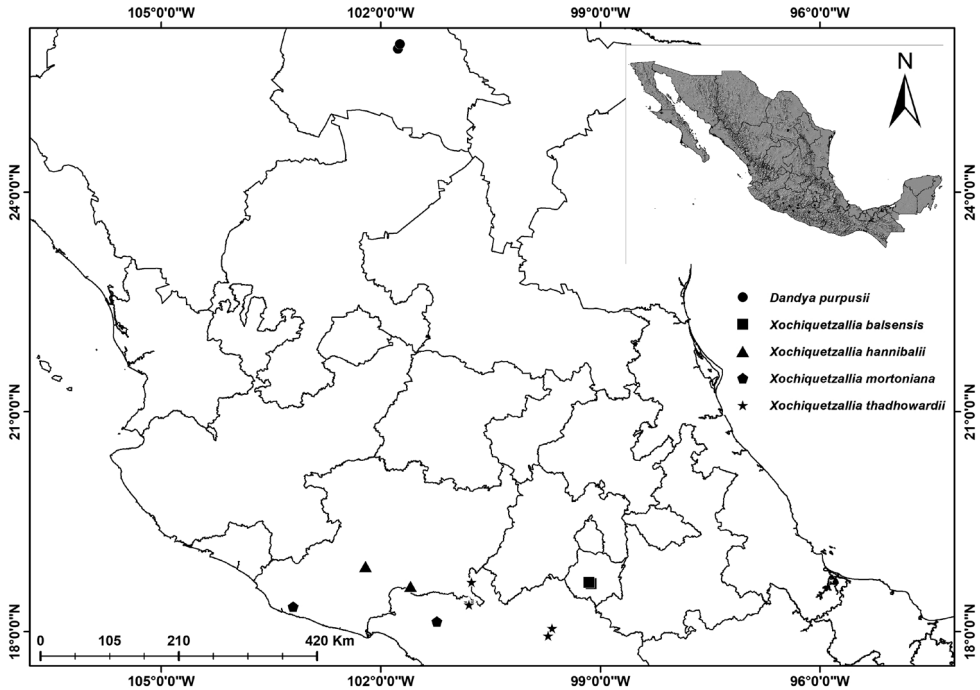 105°0'0"W 102°0'0"W 99°0'0"W 96°0'0"W
N
24°0'0"N 24°0'0"N
Dandya purpusii
Xochiquetzallia balsensis
Xochiquetzallia hannibalii
Xochiquetzallia mortoniana
Xochiquetzallia thadhowardii
21°0'0"N 21°0'0"N
18°0'0"N 18°0'0"N
0 105 210 420 Km
105°0'0"W 102°0'0"W 99°0'0"W 96°0'0"W